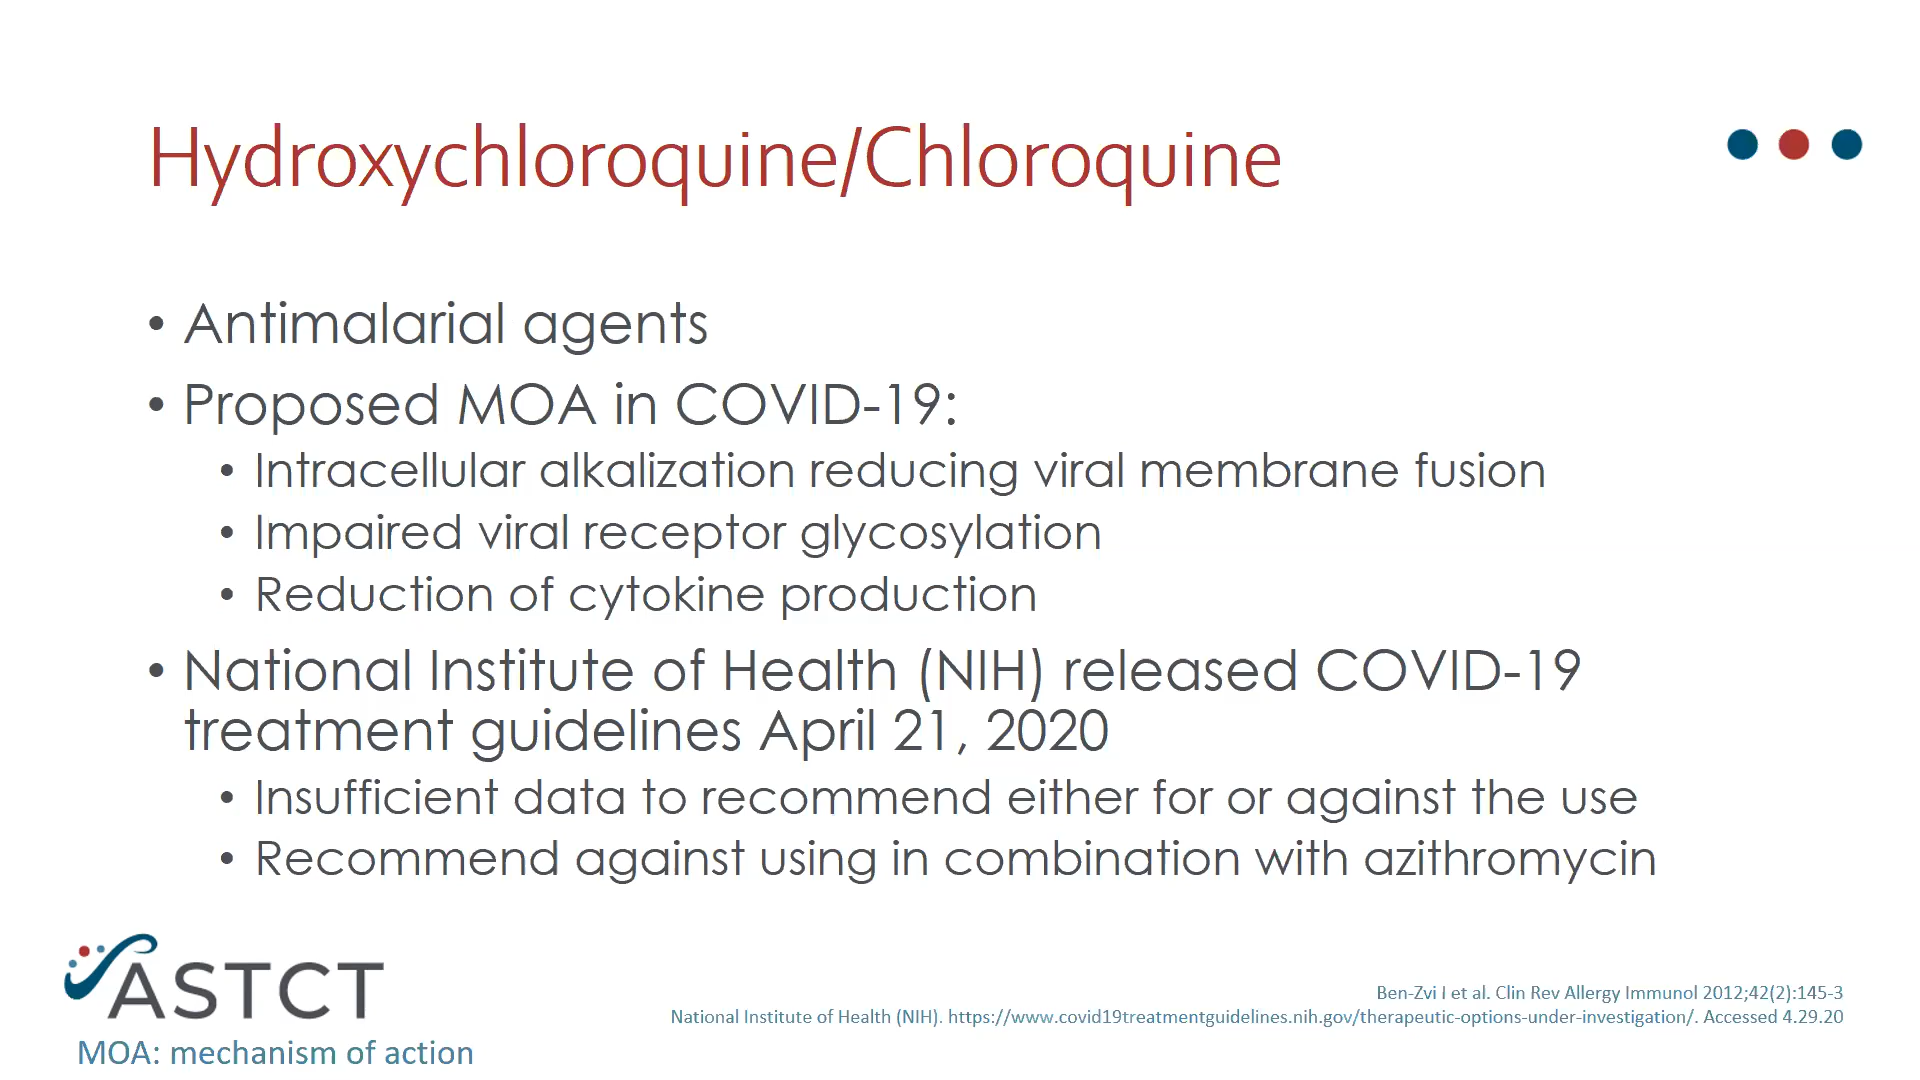 Hydroxychloroquine/Chloroquine
• Antimalarial agents
• Proposed MOA in COVID-19:
• Intracellular alkalization reducing viral membrane fusion
• Impaired viral receptor glycosylation
• Reduction of cytokine production
• National Institute of Health (NIH) released COVID-19
treatment guidelines April 21, 2020
• Insufficient data to recommend either for or against the use
• Recommend against using in combination with azithromycin
ASTCT
MOA: mechanism of action
Ben-Zvi I et al. Clin Rev Allergy Immunol 2012;42(2):145-3
National Institute of Health (NIH). https://www.covid19treatmentguidelines.nih.gov/therapeutic-options-under-investigation/. Accessed 4.29.20